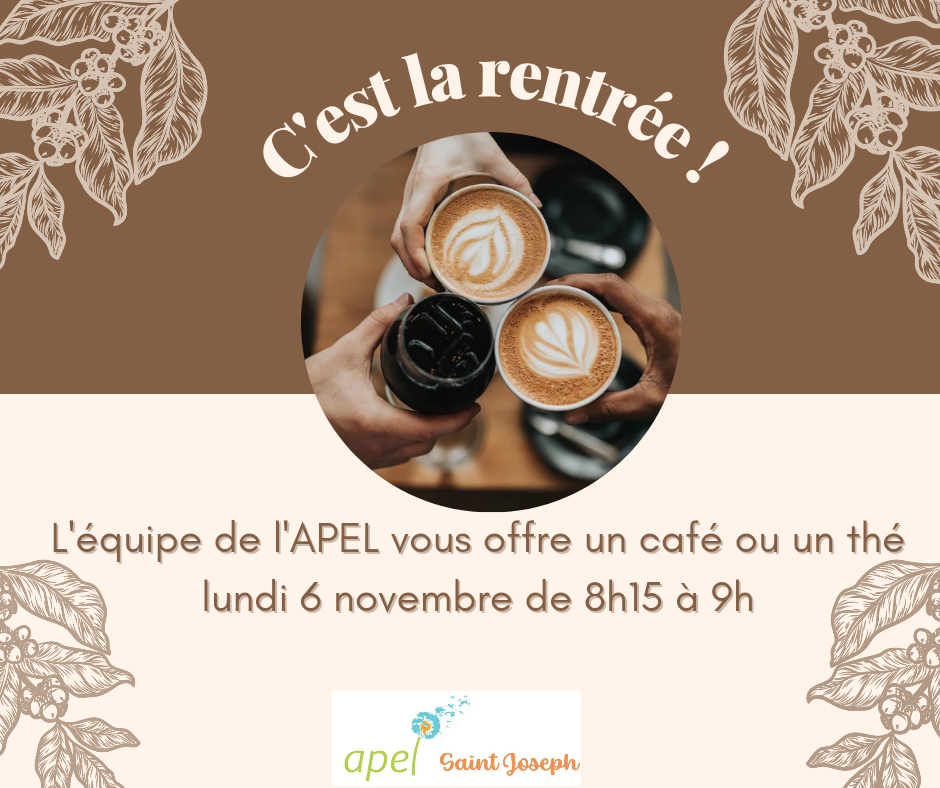 C'est la rentrée !
L'équipe de l'APEL vous offre un café ou un thé
lundi 6 novembre de 8h15 à 9h
apel Saint Joseph